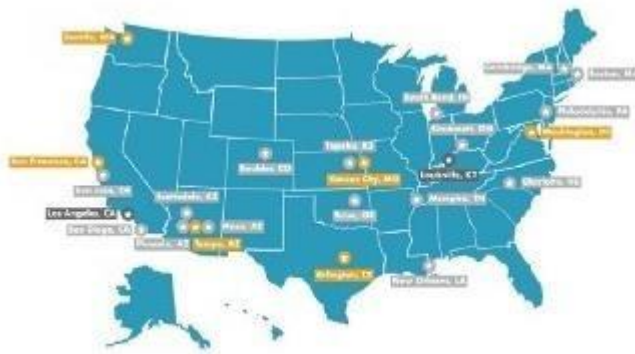 Seattle, WA
Boston, MA
South Bend, IN
Philadelphia, PA
Cincinnati, OH
Washington, DC
Topeka, KS
San Francisco, CA
Boulder, CO
Kansas City, MO
Louisville, KY
San Jose, CA
Charlotte, NC
Scottsdale, AZ
Memphis, TN
Los Angeles, CA
Tulsa, OK
San Diego, CA
Phoenix, AZ
Tempe, AZ
Mesa, AZ
Arlington, TX
New Orleans, LA